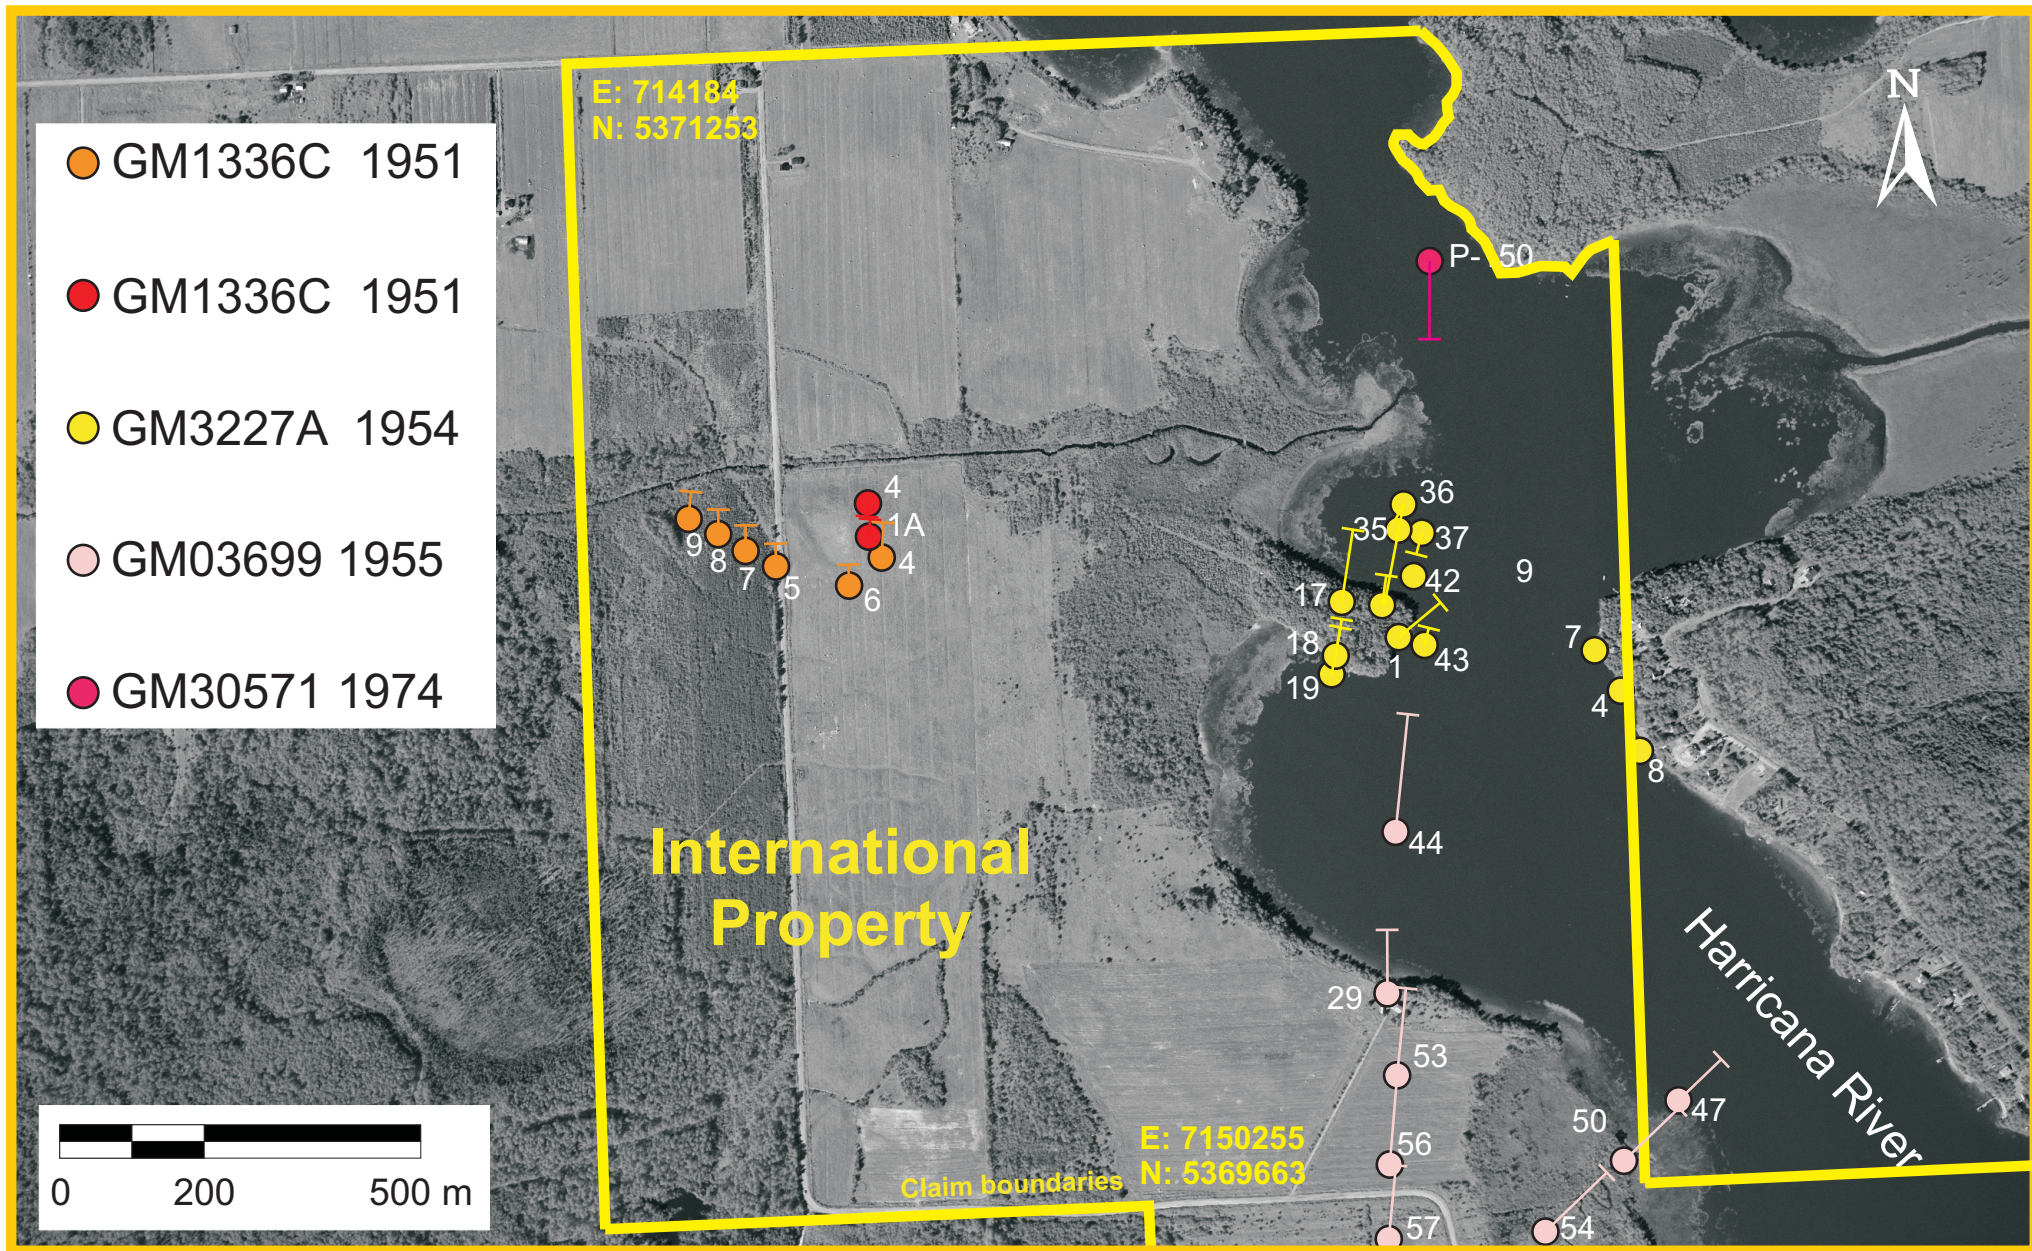 E: 714184
N: 5371253
N
GM1336C 1951
GM1336C 1951
GM3227A 1954
GM03699 1955
GM30571 1974
P-150
4
1A
4
6
9
8
7
5
36
35
37
42
9
17
18
19
1
43
7
4
8
44
International
Property
29
53
56
57
50
47
54
Harricana River
E: 7150255
N: 5369663
Claim boundaries
0 200 500 m